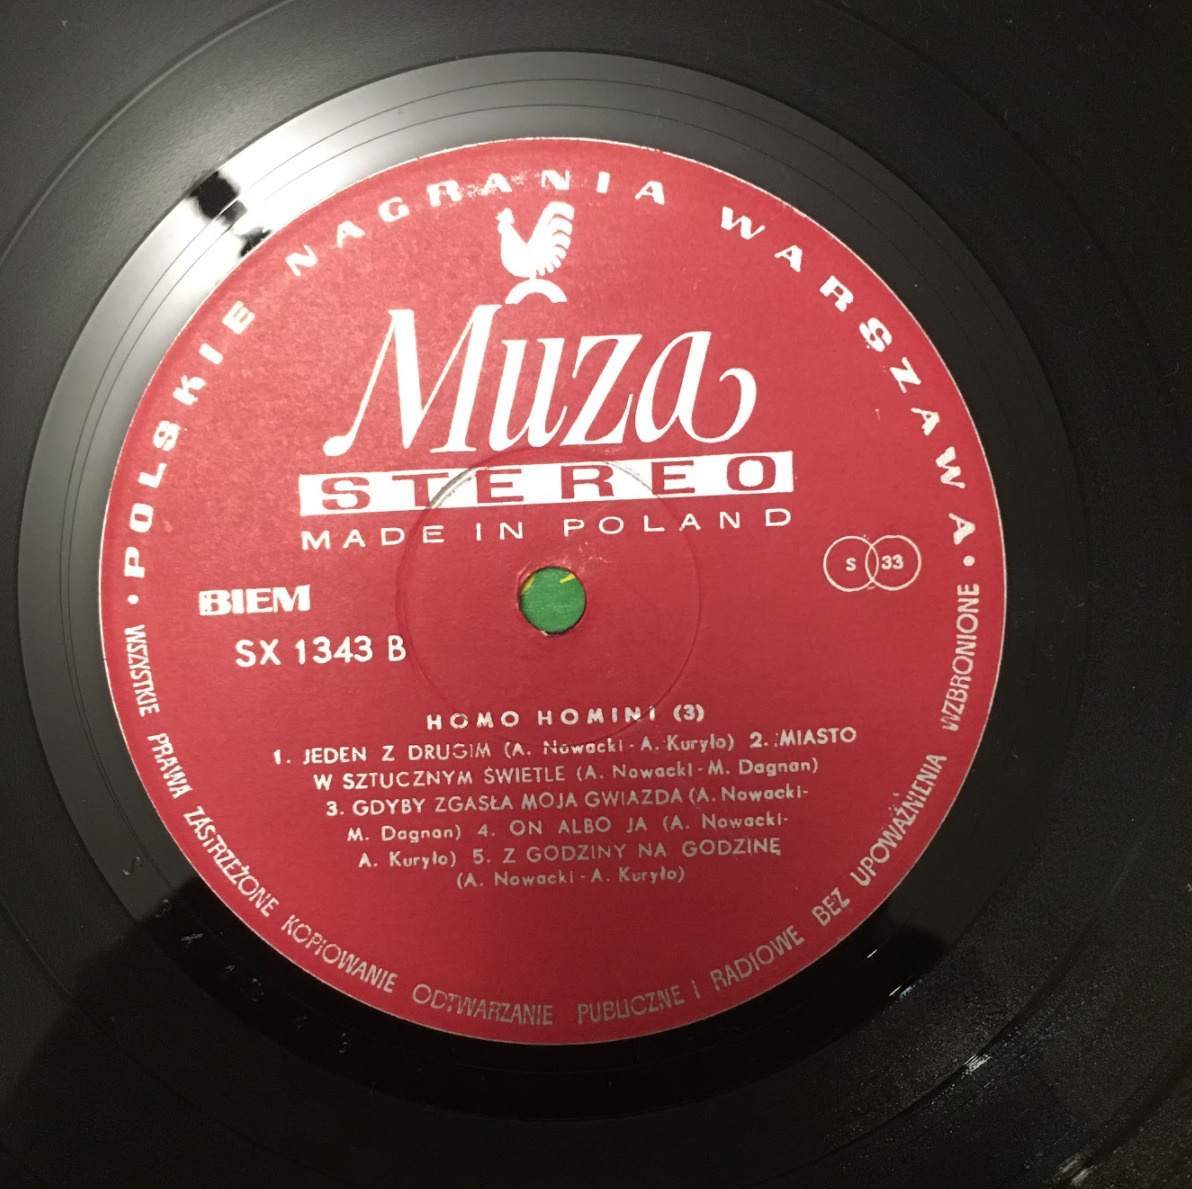 • POLSKIE NAGRANIA WARSZAWA •
Muza
STEREO
MADE IN POLAND
S 33
BIEM
SX 1343 B
HOMO HOMINI (3)
1. JEDEN Z DRUGIM (A. Nowacki - A. Kuryło) 2. MIASTO
W SZTUCZNYM ŚWIETLE (A. Nowacki - M. Dagnan)
3. GDYBY ZGASŁA MOJA GWIAZDA (A. Nowacki-
M. Dagnan) 4. ON ALBO JA (A. Nowacki-
A. Kuryło) 5. Z GODZINY NA GODZINĘ
(A. Nowacki - A. Kuryło)
WSZYSTKIE PRAWA ZASTRZEŻONE KOPIOWANIE ODTWARZANIE PUBLICZNE I RADIOWE BEZ UPOWAŻNIENIA WZBRONIONE